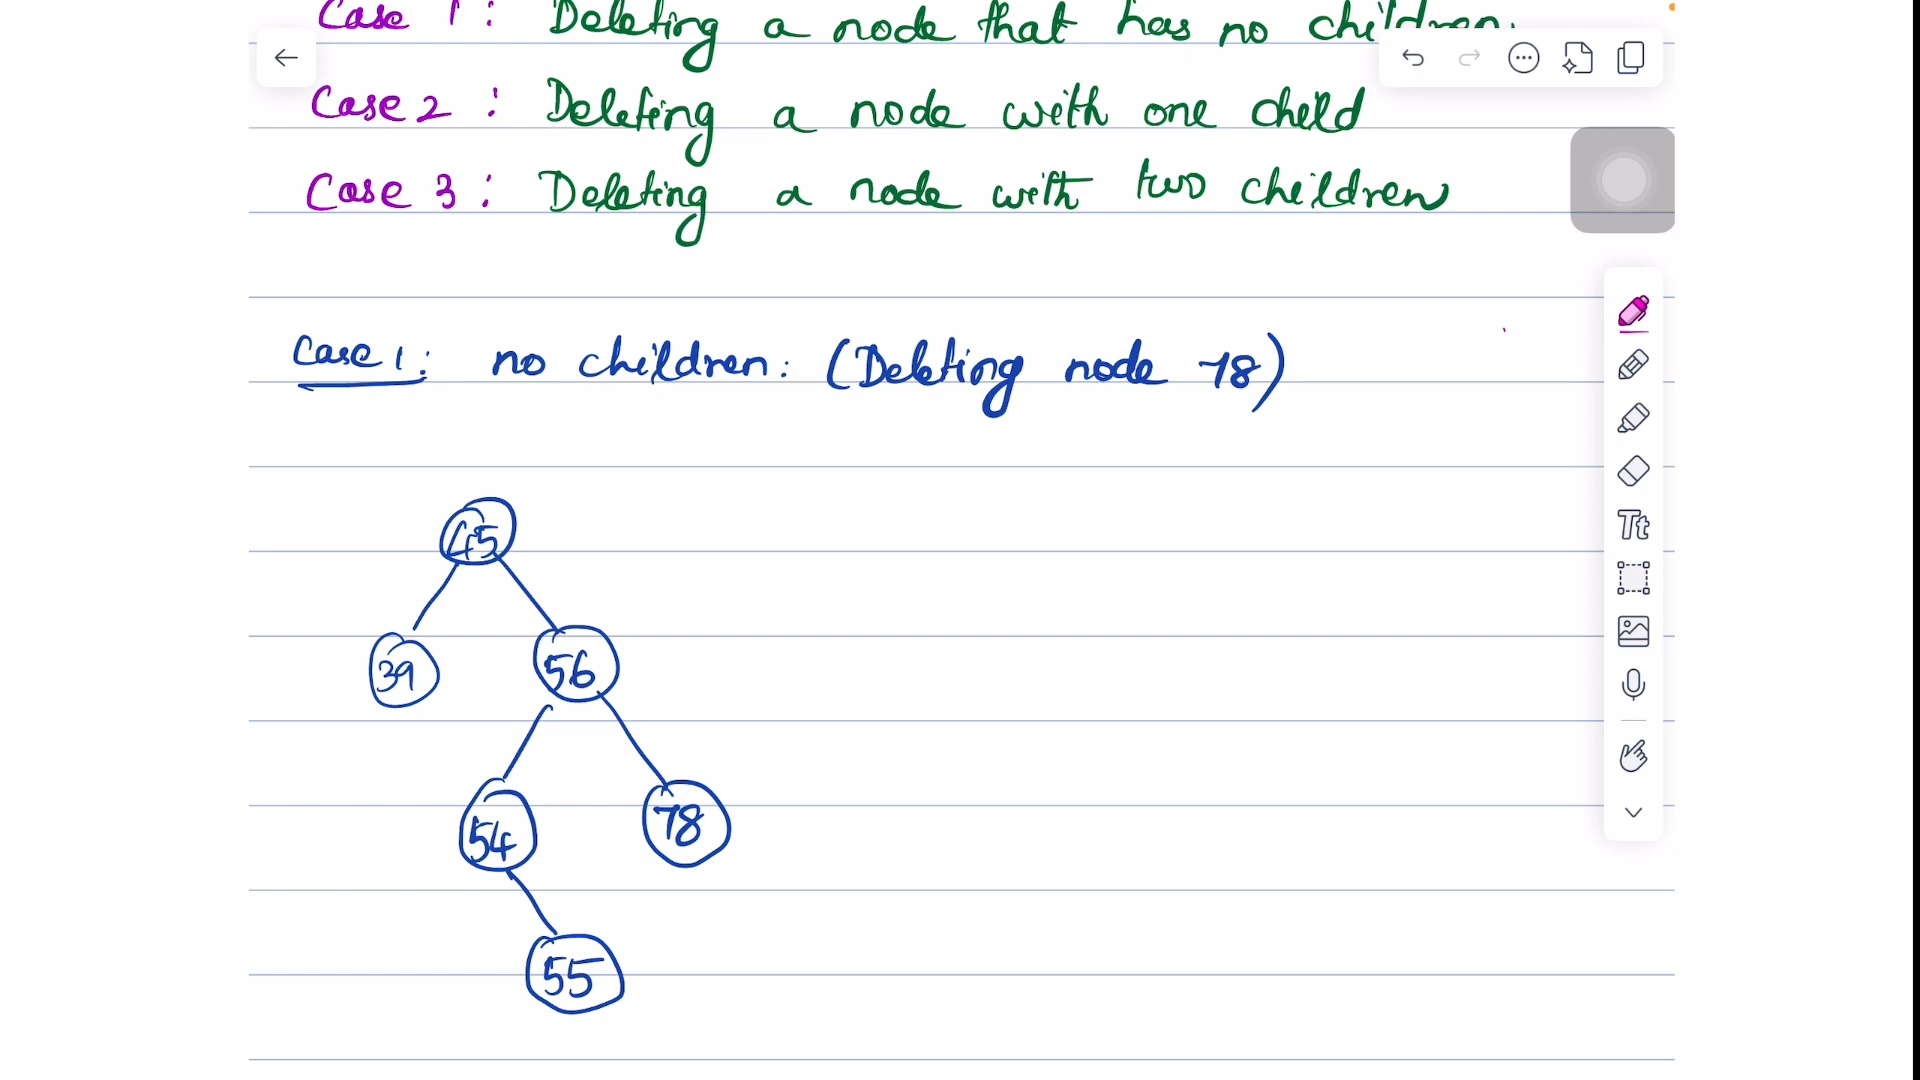 Case 1 : Deleting a node that has no children.
Case 2 : Deleting a node with one child
Case 3 : Deleting a node with two children
Case 1 : no children : (Deleting node 78)
45
39 56
54 78
55
Tt